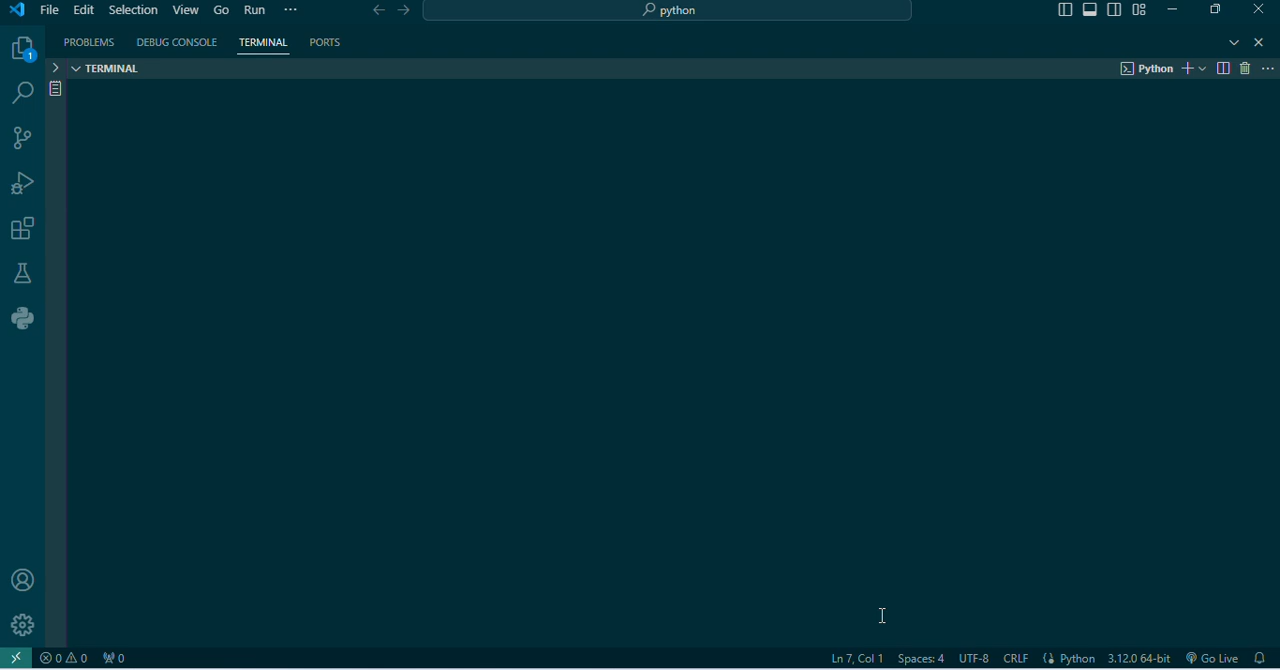 File Edit Selection View Go Run ··· python
1
PROBLEMS DEBUG CONSOLE TERMINAL PORTS
TERMINAL Python
0 0 0 Ln 7, Col 1 Spaces: 4 UTF-8 CRLF Python 3.12.0 64-bit Go Live